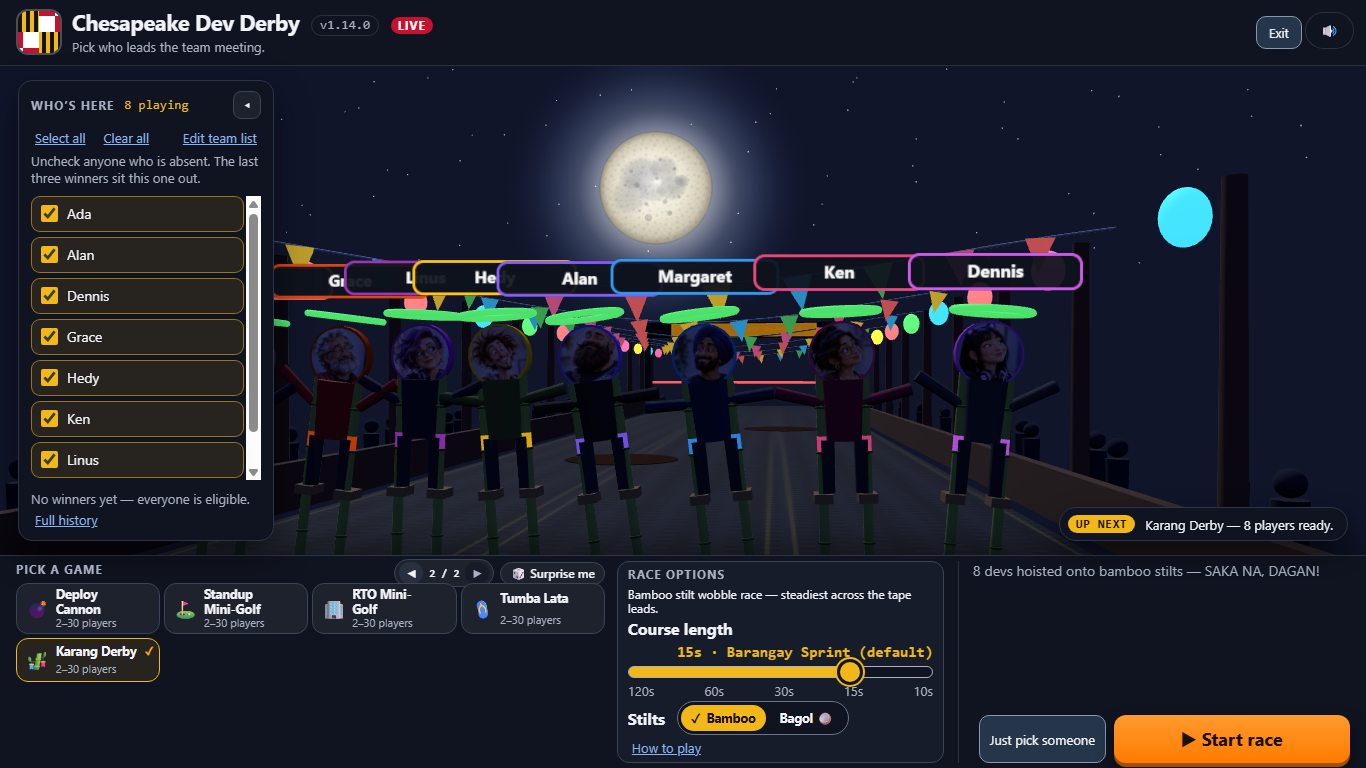 Chesapeake Dev Derby v1.14.0 LIVE
Pick who leads the team meeting.
Exit
WHO'S HERE 8 playing
Select all Clear all Edit team list
Uncheck anyone who is absent. The last
three winners sit this one out.
Ada
Alan
Dennis
Grace
Hedy
Ken
Linus
No winners yet — everyone is eligible.
Full history
Grace Linus Hedy Alan Margaret Ken Dennis
UP NEXT Karang Derby — 8 players ready.
PICK A GAME
2 / 2
Surprise me
Deploy
Cannon
2–30 players
Standup
Mini-Golf
2–30 players
RTO Mini-
Golf
2–30 players
Tumba Lata
2–30 players
Karang Derby
2–30 players
RACE OPTIONS
Bamboo stilt wobble race — steadiest across the tape
leads.
Course length
15s · Barangay Sprint (default)
120s 60s 30s 15s 10s
Stilts ✓ Bamboo Bagol
How to play
8 devs hoisted onto bamboo stilts — SAKA NA, DAGAN!
Just pick someone
Start race